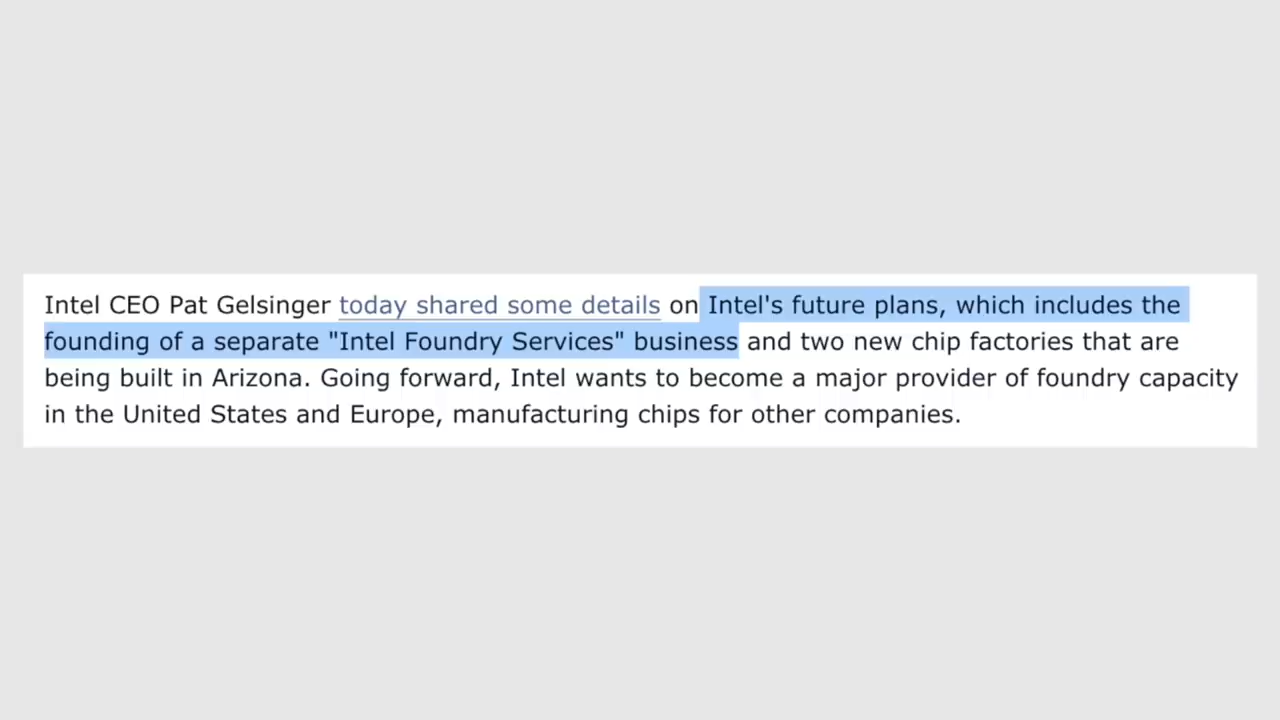 Intel CEO Pat Gelsinger today shared some details on Intel's future plans, which includes the
founding of a separate "Intel Foundry Services" business and two new chip factories that are
being built in Arizona. Going forward, Intel wants to become a major provider of foundry capacity
in the United States and Europe, manufacturing chips for other companies.